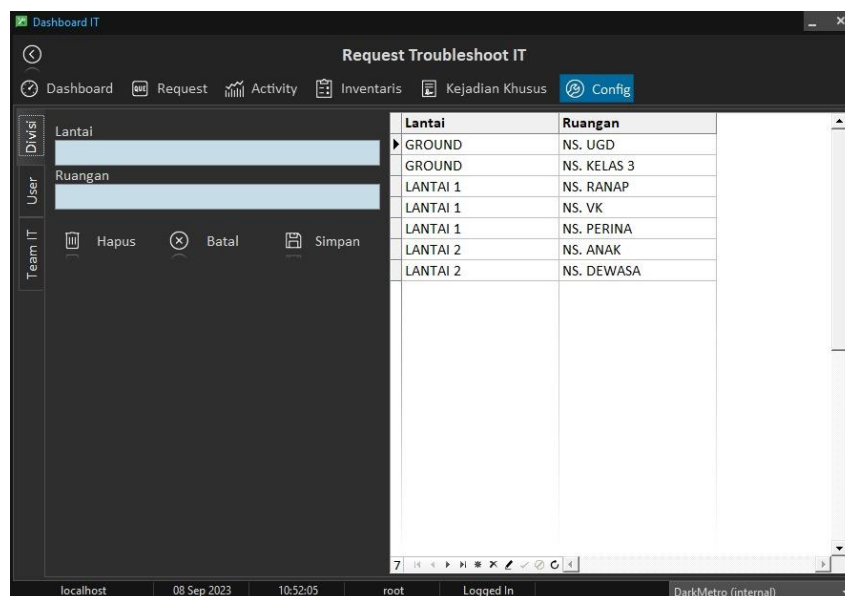 Dashboard IT
Request Troubleshoot IT
Dashboard QUE Request Activity Inventaris Kejadian Khusus Config
Divisi
User
Team IT
Lantai
Ruangan
Hapus Batal Simpan
Lantai Ruangan
GROUND NS. UGD
GROUND NS. KELAS 3
LANTAI 1 NS. RANAP
LANTAI 1 NS. VK
LANTAI 1 NS. PERINA
LANTAI 2 NS. ANAK
LANTAI 2 NS. DEWASA
7
localhost 08 Sep 2023 10:52:05 root Logged In DarkMetro (internal)